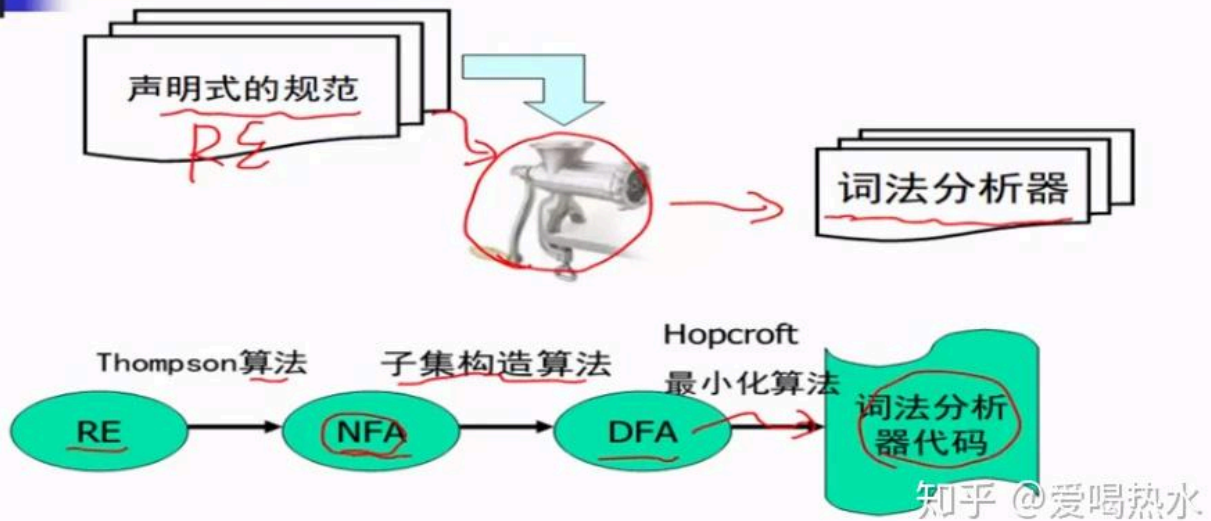 声明式的规范
RE
词法分析器
Hopcroft
Thompson算法
子集构造算法
最小化算法
RE
NFA
DFA
词法分析
器代码
知乎 @爱喝热水